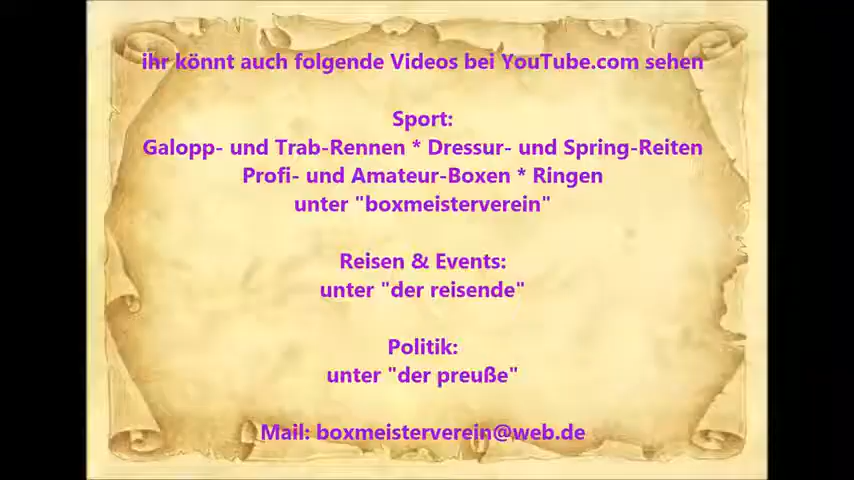 ihr könnt auch folgende Videos bei YouTube.com sehen
Sport:
Galopp- und Trab-Rennen * Dressur- und Spring-Reiten
Profi- und Amateur-Boxen * Ringen
unter "boxmeisterverein"
Reisen & Events:
unter "der reisende"
Politik:
unter "der preuße"
Mail: boxmeisterverein@web.de